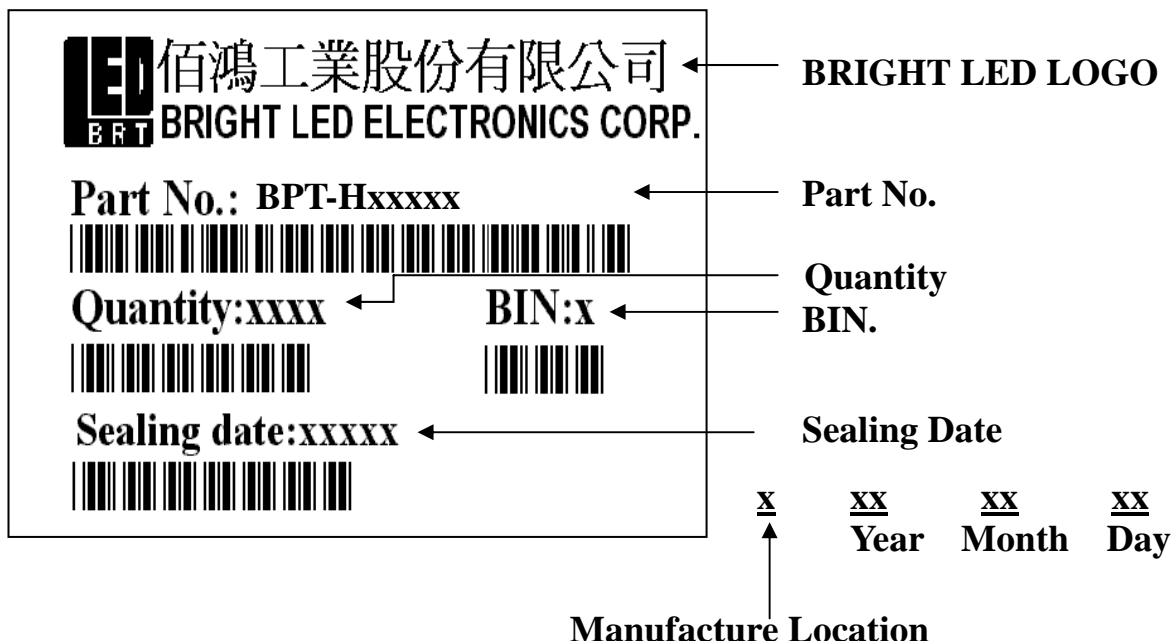 LED 佰鴻工業股份有限公司 BRIGHT LED LOGO
BRT BRIGHT LED ELECTRONICS CORP.
Part No.: BPT-Hxxxxx Part No.
Quantity
Quantity:xxxx BIN:x BIN.
Sealing date:xxxxx Sealing Date
x xx xx xx
Year Month Day
Manufacture Location